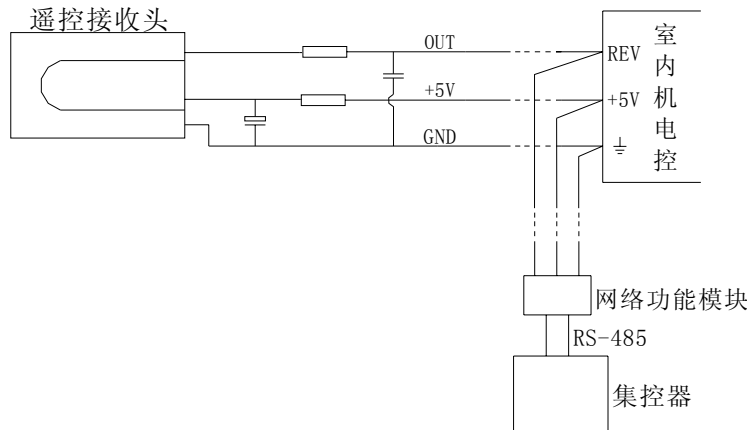 遥控接收头
OUT
+5V
GND
REV
+5V
室内机电控
网络功能模块
RS-485
集控器